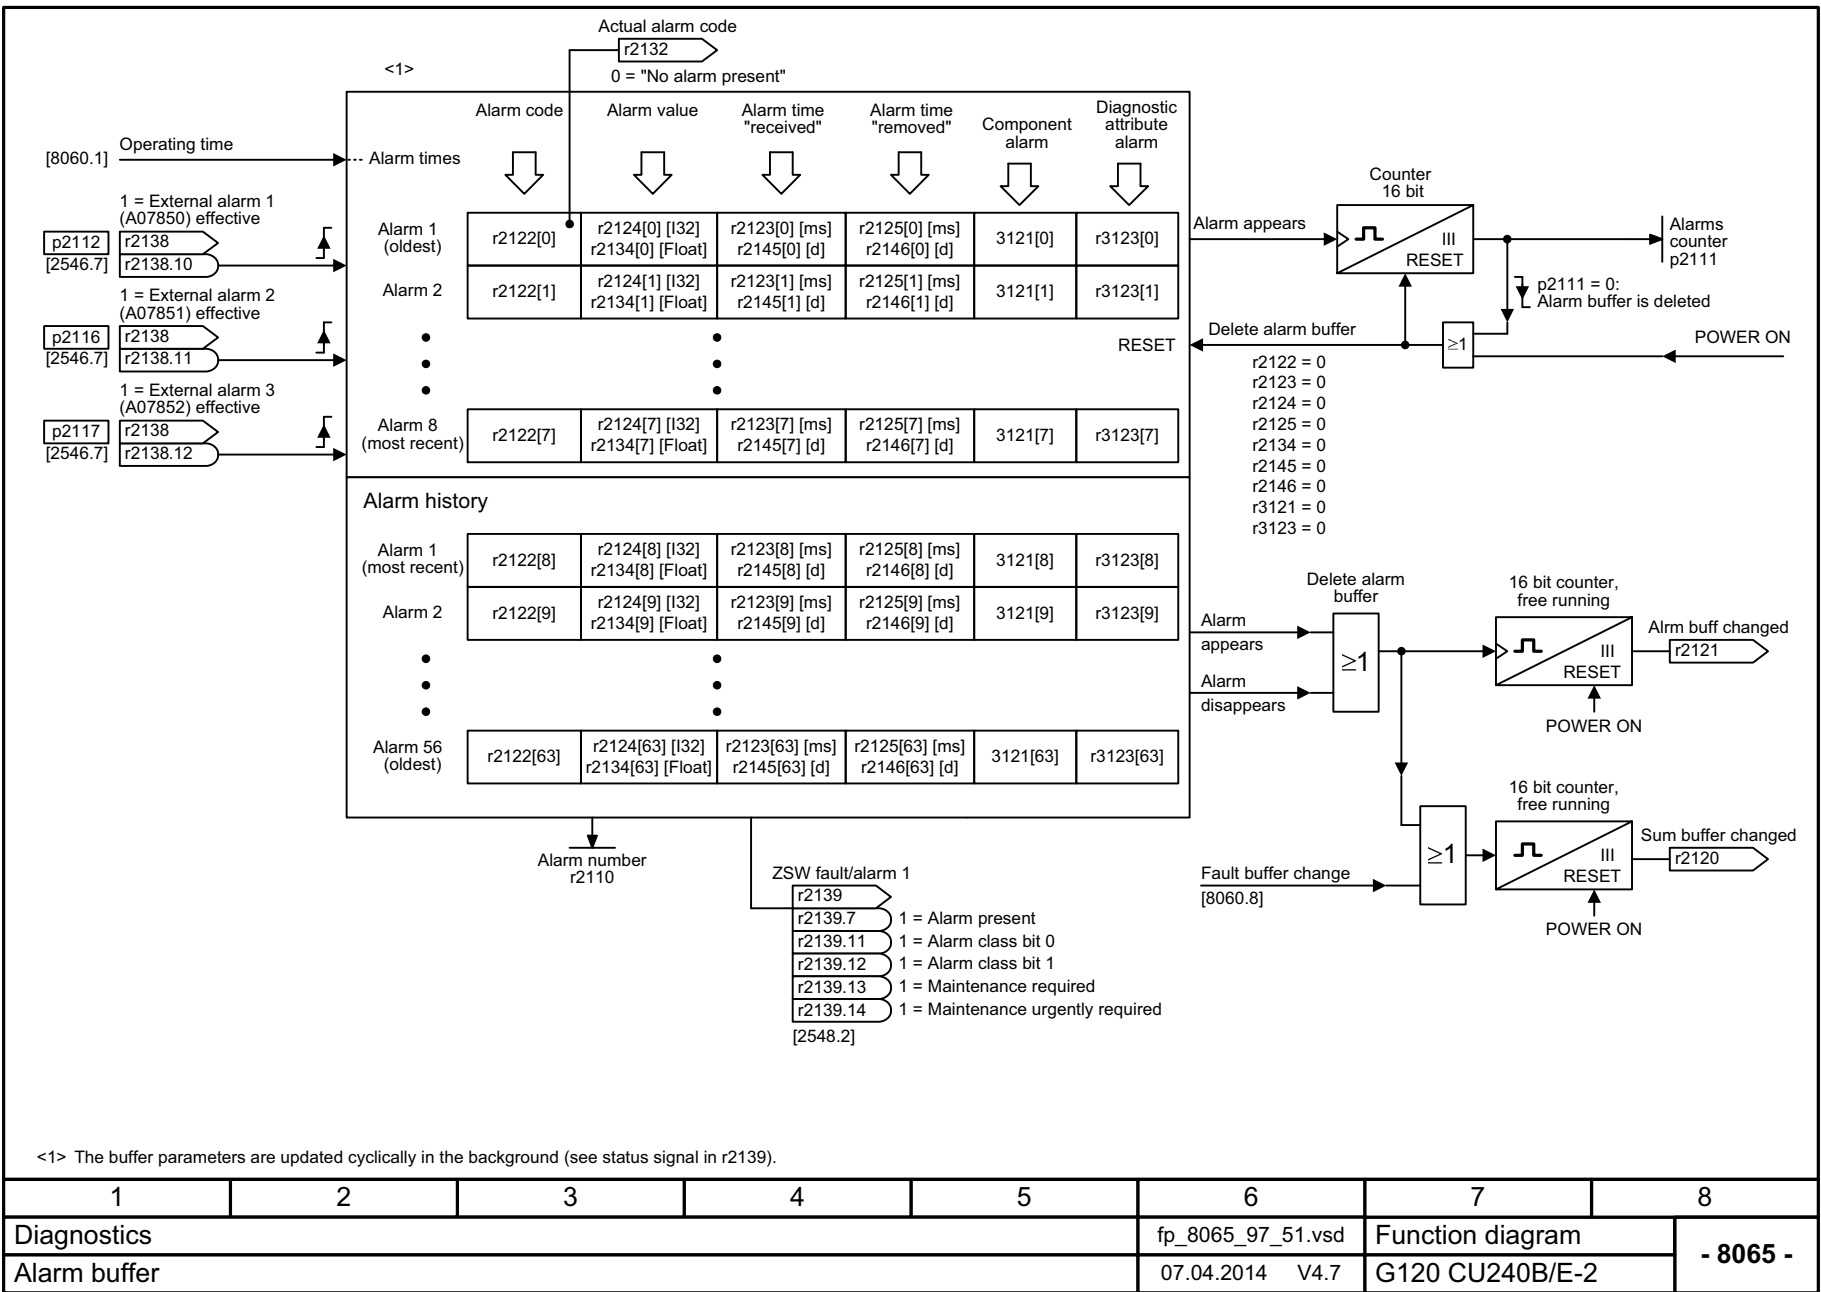 Actual alarm code
r2132
0 = "No alarm present"
<1>
Alarm code
Alarm value
Alarm time
"received"
Alarm time
"removed"
Component
alarm
Diagnostic
attribute
alarm
[8060.1]
Operating time
Alarm times
1 = External alarm 1
(A07850) effective
p2112
r2138
[2546.7]
r2138.10
1 = External alarm 2
(A07851) effective
p2116
r2138
[2546.7]
r2138.11
1 = External alarm 3
(A07852) effective
p2117
r2138
[2546.7]
r2138.12
Alarm 1
(oldest)
r2122[0]
r2124[0] [I32]
r2134[0] [Float]
r2123[0] [ms]
r2145[0] [d]
r2125[0] [ms]
r2146[0] [d]
3121[0]
r3123[0]
Alarm 2
r2122[1]
r2124[1] [I32]
r2134[1] [Float]
r2123[1] [ms]
r2145[1] [d]
r2125[1] [ms]
r2146[1] [d]
3121[1]
r3123[1]
RESET
Alarm 8
(most recent)
r2122[7]
r2124[7] [I32]
r2134[7] [Float]
r2123[7] [ms]
r2145[7] [d]
r2125[7] [ms]
r2146[7] [d]
3121[7]
r3123[7]
Alarm appears
Counter
16 bit
III
RESET
Alarms
counter
p2111
p2111 = 0:
Alarm buffer is deleted
Delete alarm buffer
≥1
POWER ON
r2122 = 0
r2123 = 0
r2124 = 0
r2125 = 0
r2134 = 0
r2145 = 0
r2146 = 0
r3121 = 0
r3123 = 0
Alarm history
Alarm 1
(most recent)
r2122[8]
r2124[8] [I32]
r2134[8] [Float]
r2123[8] [ms]
r2145[8] [d]
r2125[8] [ms]
r2146[8] [d]
3121[8]
r3123[8]
Alarm 2
r2122[9]
r2124[9] [I32]
r2134[9] [Float]
r2123[9] [ms]
r2145[9] [d]
r2125[9] [ms]
r2146[9] [d]
3121[9]
r3123[9]
Alarm 56
(oldest)
r2122[63]
r2124[63] [I32]
r2134[63] [Float]
r2123[63] [ms]
r2145[63] [d]
r2125[63] [ms]
r2146[63] [d]
3121[63]
r3123[63]
Alarm
appears
Alarm
disappears
Delete alarm
buffer
≥1
16 bit counter,
free running
III
RESET
POWER ON
Alrm buff changed
r2121
Fault buffer change
[8060.8]
≥1
16 bit counter,
free running
III
RESET
POWER ON
Sum buffer changed
r2120
Alarm number
r2110
ZSW fault/alarm 1
r2139
r2139.7
1 = Alarm present
r2139.11
1 = Alarm class bit 0
r2139.12
1 = Alarm class bit 1
r2139.13
1 = Maintenance required
r2139.14
1 = Maintenance urgently required
[2548.2]
<1> The buffer parameters are updated cyclically in the background (see status signal in r2139).
1
2
3
4
5
6
7
8
Diagnostics
fp_8065_97_51.vsd
Function diagram
- 8065 -
Alarm buffer
07.04.2014 V4.7
G120 CU240B/E-2